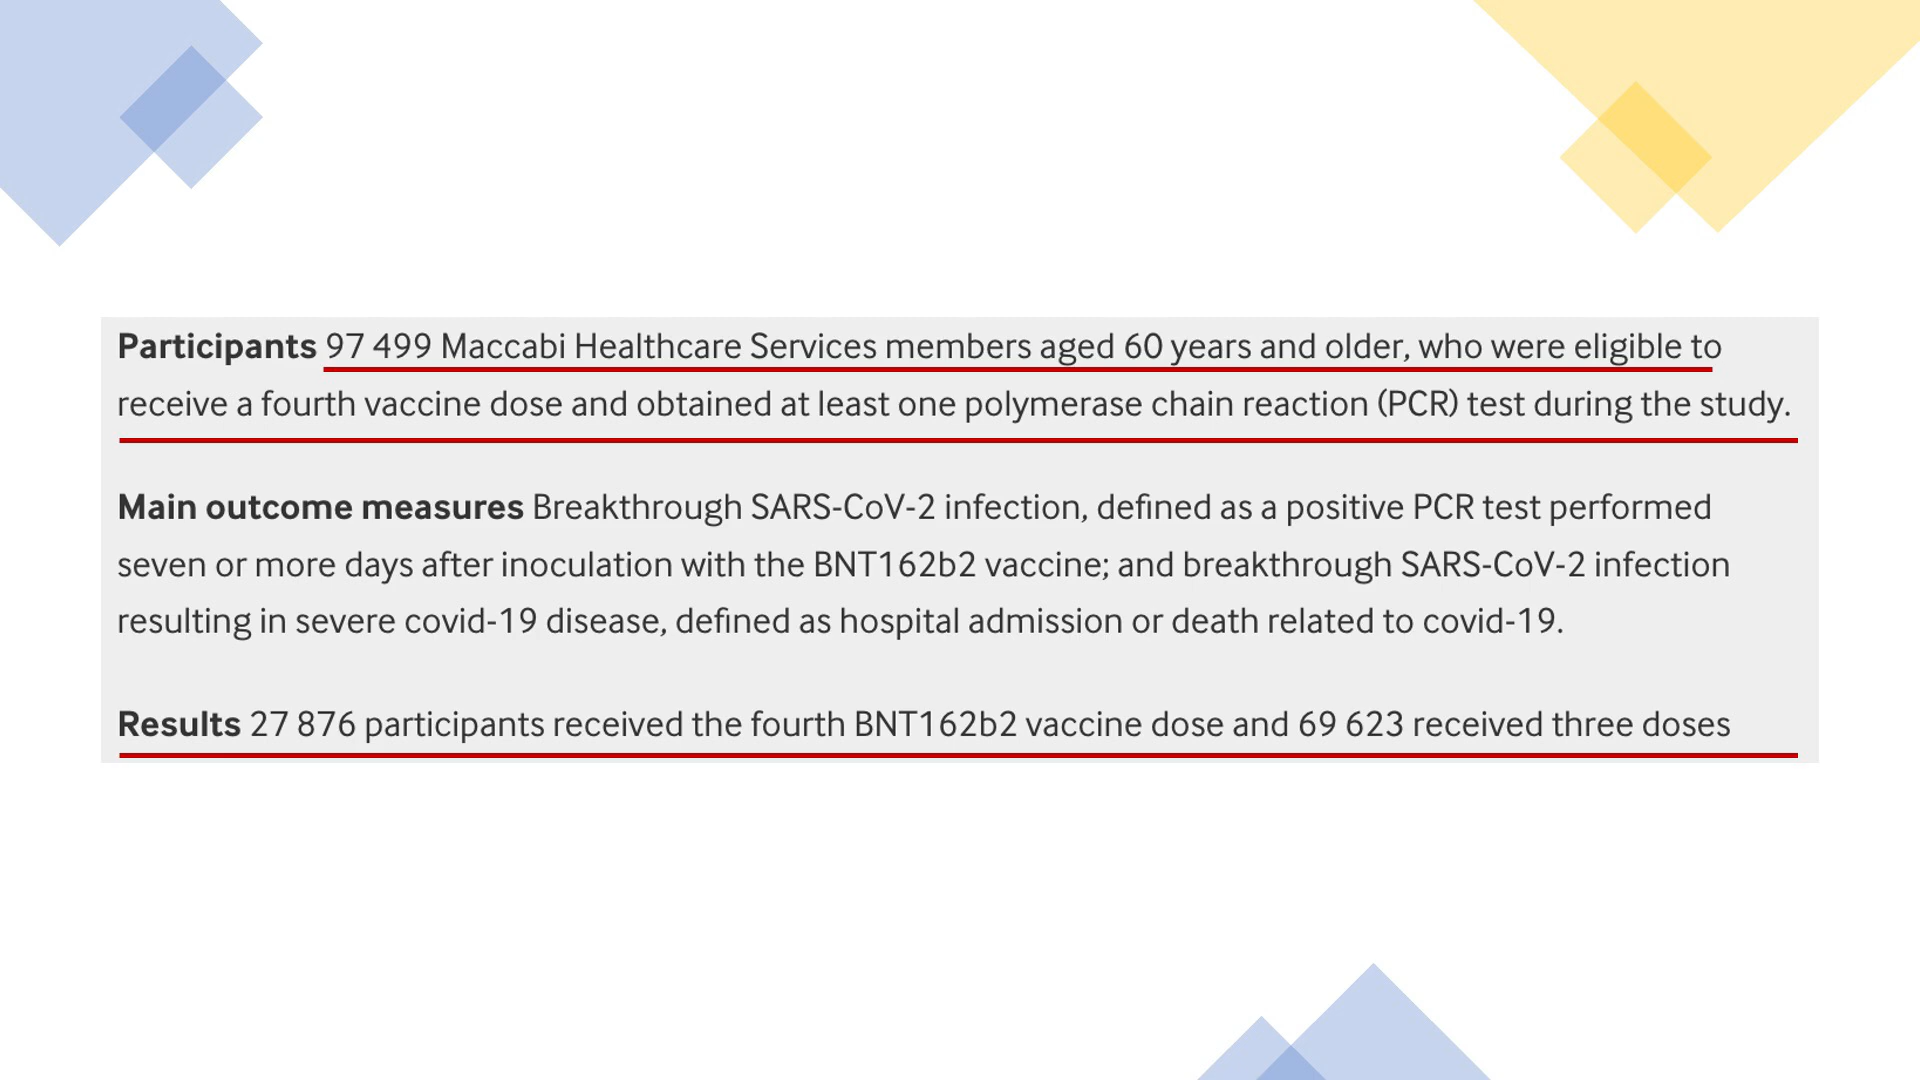 Participants 97 499 Maccabi Healthcare Services members aged 60 years and older, who were eligible to
receive a fourth vaccine dose and obtained at least one polymerase chain reaction (PCR) test during the study.
Main outcome measures Breakthrough SARS-CoV-2 infection, defined as a positive PCR test performed
seven or more days after inoculation with the BNT162b2 vaccine; and breakthrough SARS-CoV-2 infection
resulting in severe covid-19 disease, defined as hospital admission or death related to covid-19.
Results 27 876 participants received the fourth BNT162b2 vaccine dose and 69 623 received three doses